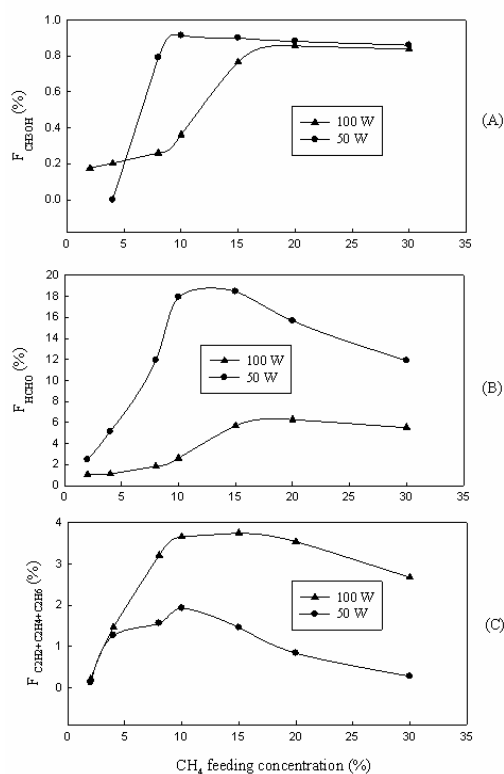 1.0
0.8
0.6
0.4
0.2
0.0
F CH3OH (%)
100 W
50 W
(A)
0 5 10 15 20 25 30 35
20
18
16
14
12
10
8
6
4
2
0
F HCHO (%)
100 W
50 W
(B)
0 5 10 15 20 25 30 35
4
3
2
1
0
F C2H2+C2H4+C2H6 (%)
100 W
50 W
(C)
0 5 10 15 20 25 30 35
CH4 feeding concentration (%)